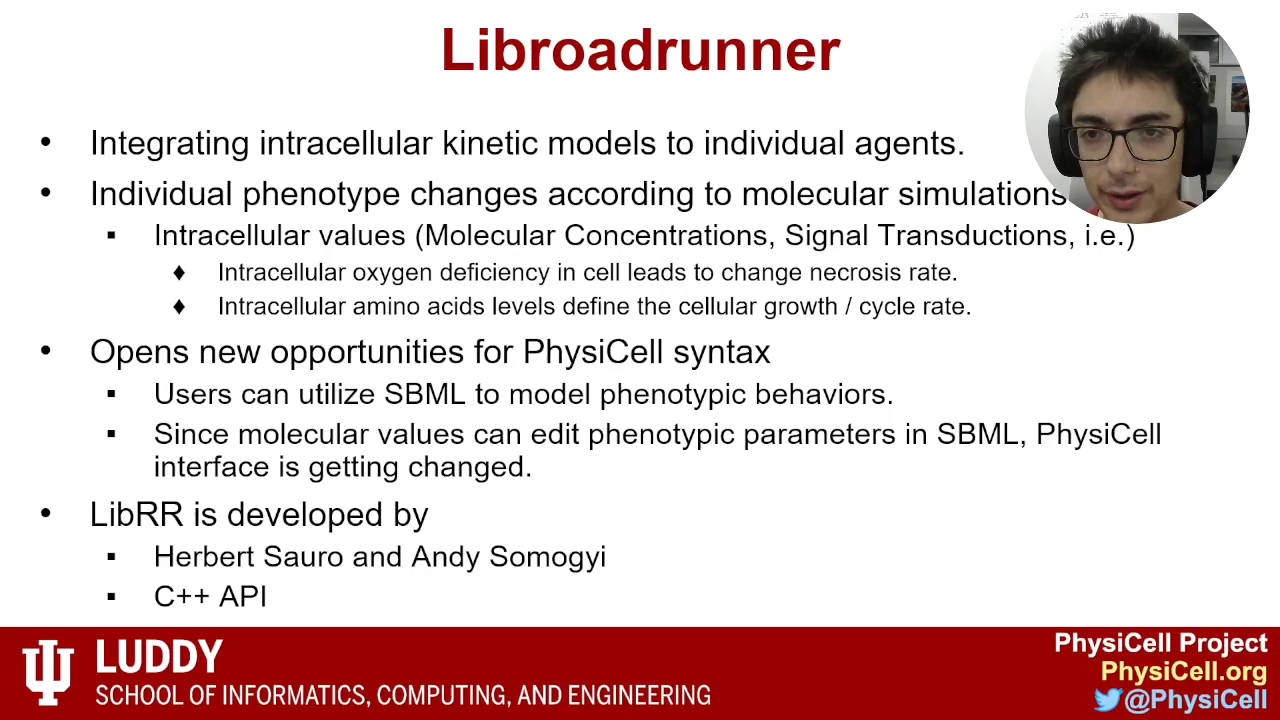 Libroadrunner
• Integrating intracellular kinetic models to individual agents.
• Individual phenotype changes according to molecular simulations
▪ Intracellular values (Molecular Concentrations, Signal Transductions, i.e.)
♦ Intracellular oxygen deficiency in cell leads to change necrosis rate.
♦ Intracellular amino acids levels define the cellular growth / cycle rate.
• Opens new opportunities for PhysiCell syntax
▪ Users can utilize SBML to model phenotypic behaviors.
▪ Since molecular values can edit phenotypic parameters in SBML, PhysiCell
interface is getting changed.
• LibRR is developed by
▪ Herbert Sauro and Andy Somogyi
▪ C++ API
LUDDY
SCHOOL OF INFORMATICS, COMPUTING, AND ENGINEERING
PhysiCell Project
PhysiCell.org
@PhysiCell